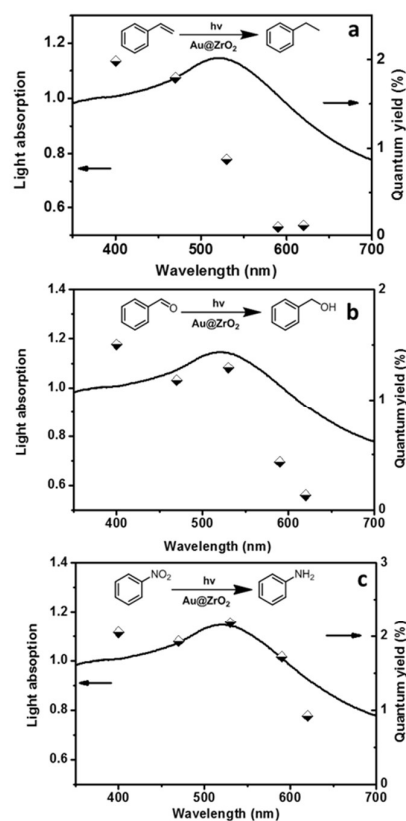 hv
Au@ZrO₂
a
Light absorption
1.2
1.0
0.8
0.6
Quantum yield (%)
2
1
0
400 500 600 700
Wavelength (nm)
O
hv
Au@ZrO₂
OH
b
Light absorption
1.4
1.2
1.0
0.8
0.6
Quantum yield (%)
2
1
0
400 500 600 700
Wavelength (nm)
NO₂
hv
Au@ZrO₂
NH₂
c
Light absorption
1.4
1.2
1.0
0.8
0.6
Quantum yield (%)
3
2
1
0
400 500 600 700
Wavelength (nm)